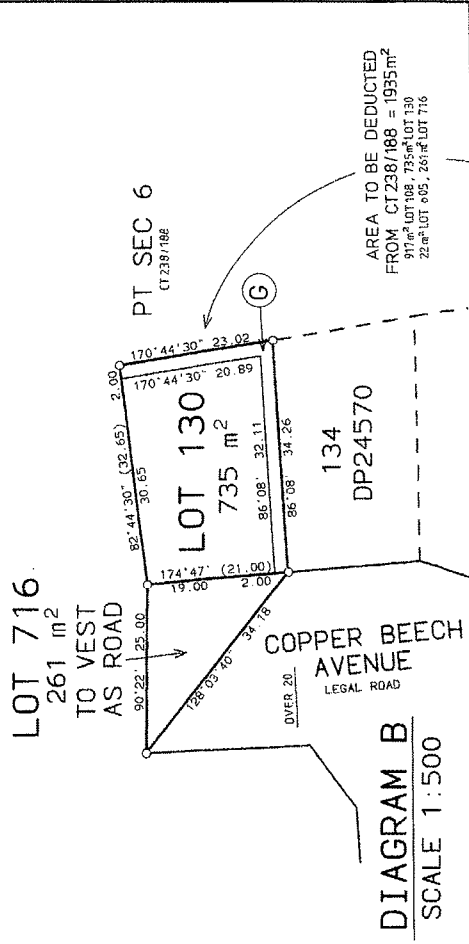 LOT 716
261 m²
TO VEST
AS ROAD
90°22' 25.00
128°03'40" 34.18
82°44'30" (32.65)
30.65
2.00
174°47' (21.00)
19.00 2.00
LOT 130
735 m²
170°44'30" 23.02
170°44'30" 20.89
86°08' 32.11
86°08' 34.26
G
PT SEC 6
CT 238/188
134
DP24570
AREA TO BE DEDUCTED
FROM CT238/188 = 1935m²
917m² LOT 108, 735m² LOT 130
22m² LOT 605, 261m² LOT 716
COPPER BEECH
AVENUE
LEGAL ROAD
OVER 20
DIAGRAM B
SCALE 1:500